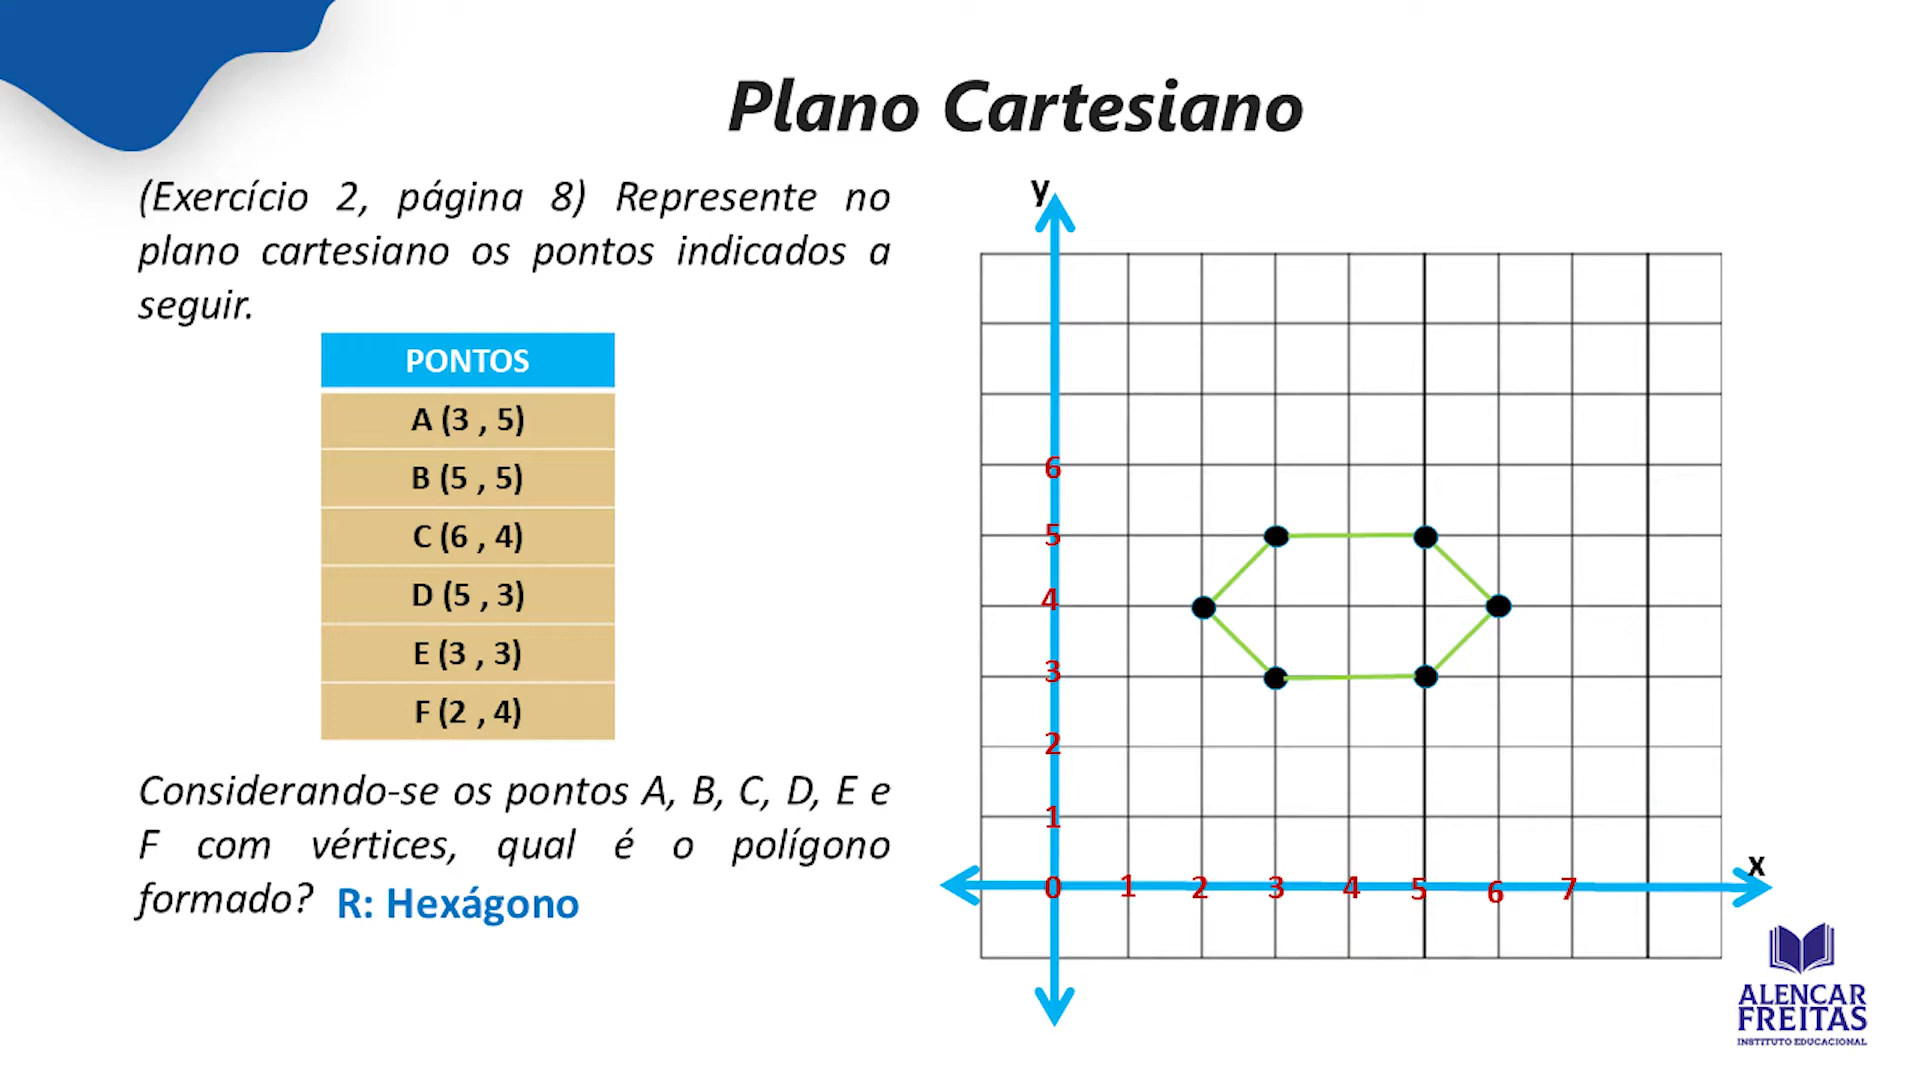 Plano Cartesiano
(Exercício 2, página 8) Represente no
plano cartesiano os pontos indicados a
seguir.
PONTOS
A (3 , 5)
B (5 , 5)
C (6 , 4)
D (5 , 3)
E (3 , 3)
F (2 , 4)
Considerando-se os pontos A, B, C, D, E e
F com vértices, qual é o polígono
formado? R: Hexágono
y
6
5
4
3
2
1
x
0 1 2 3 4 5 6 7
ALENCAR
FREITAS
INSTITUTO EDUCACIONAL